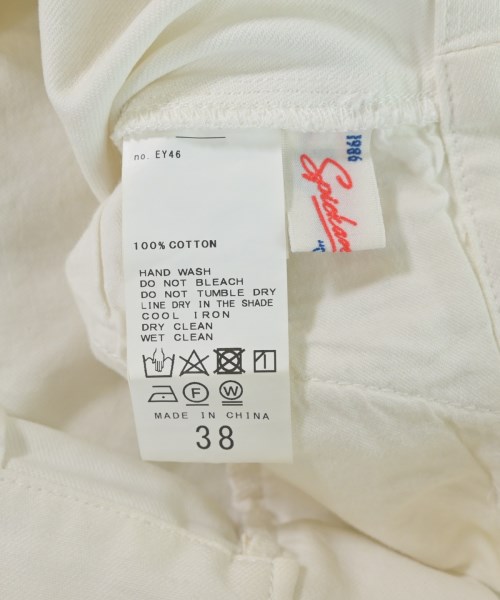 no. EY46
1986
100% COTTON
HAND WASH
DO NOT BLEACH
DO NOT TUMBLE DRY
LINE DRY IN THE SHADE
COOL IRON
DRY CLEAN
WET CLEAN
F
W
MADE IN CHINA
38